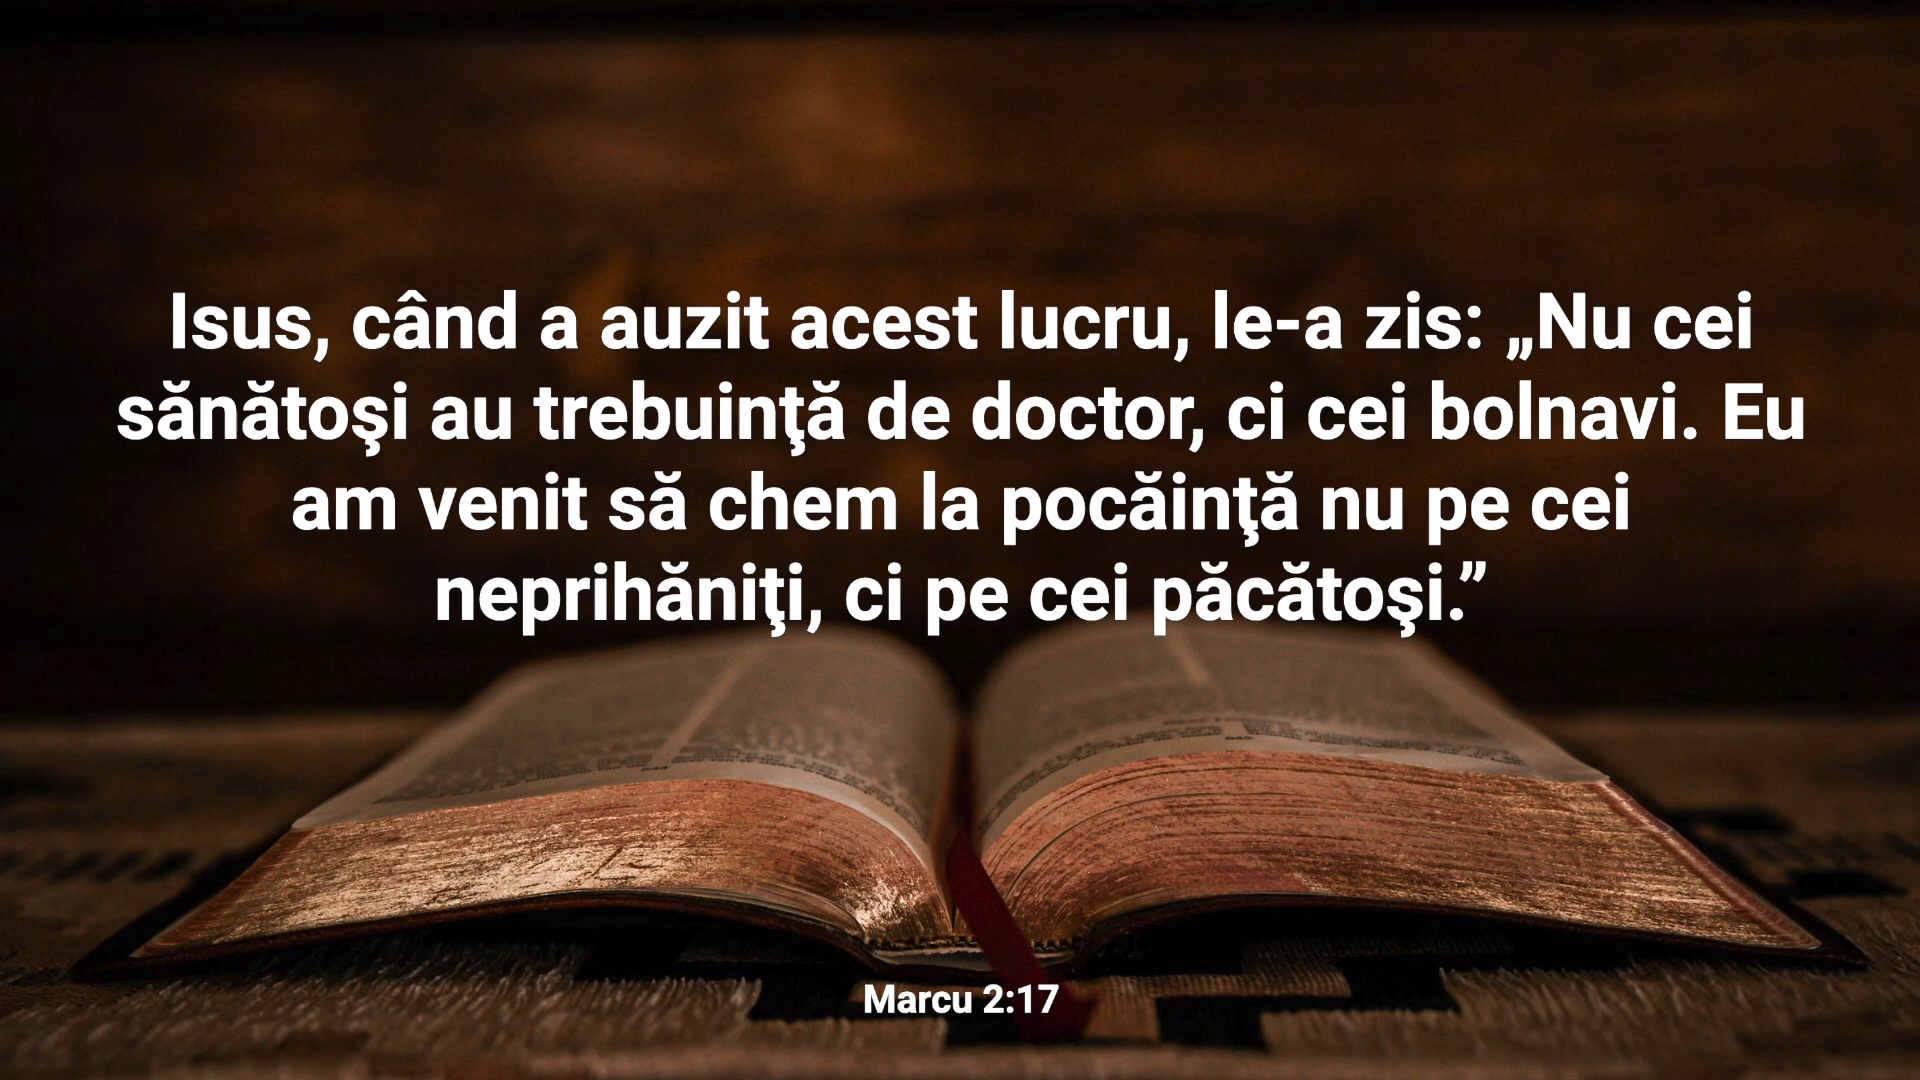 Isus, când a auzit acest lucru, le-a zis: „Nu cei
sănătoşi au trebuinţă de doctor, ci cei bolnavi. Eu
am venit să chem la pocăinţă nu pe cei
neprihăniţi, ci pe cei păcătoşi.”
Marcu 2:17